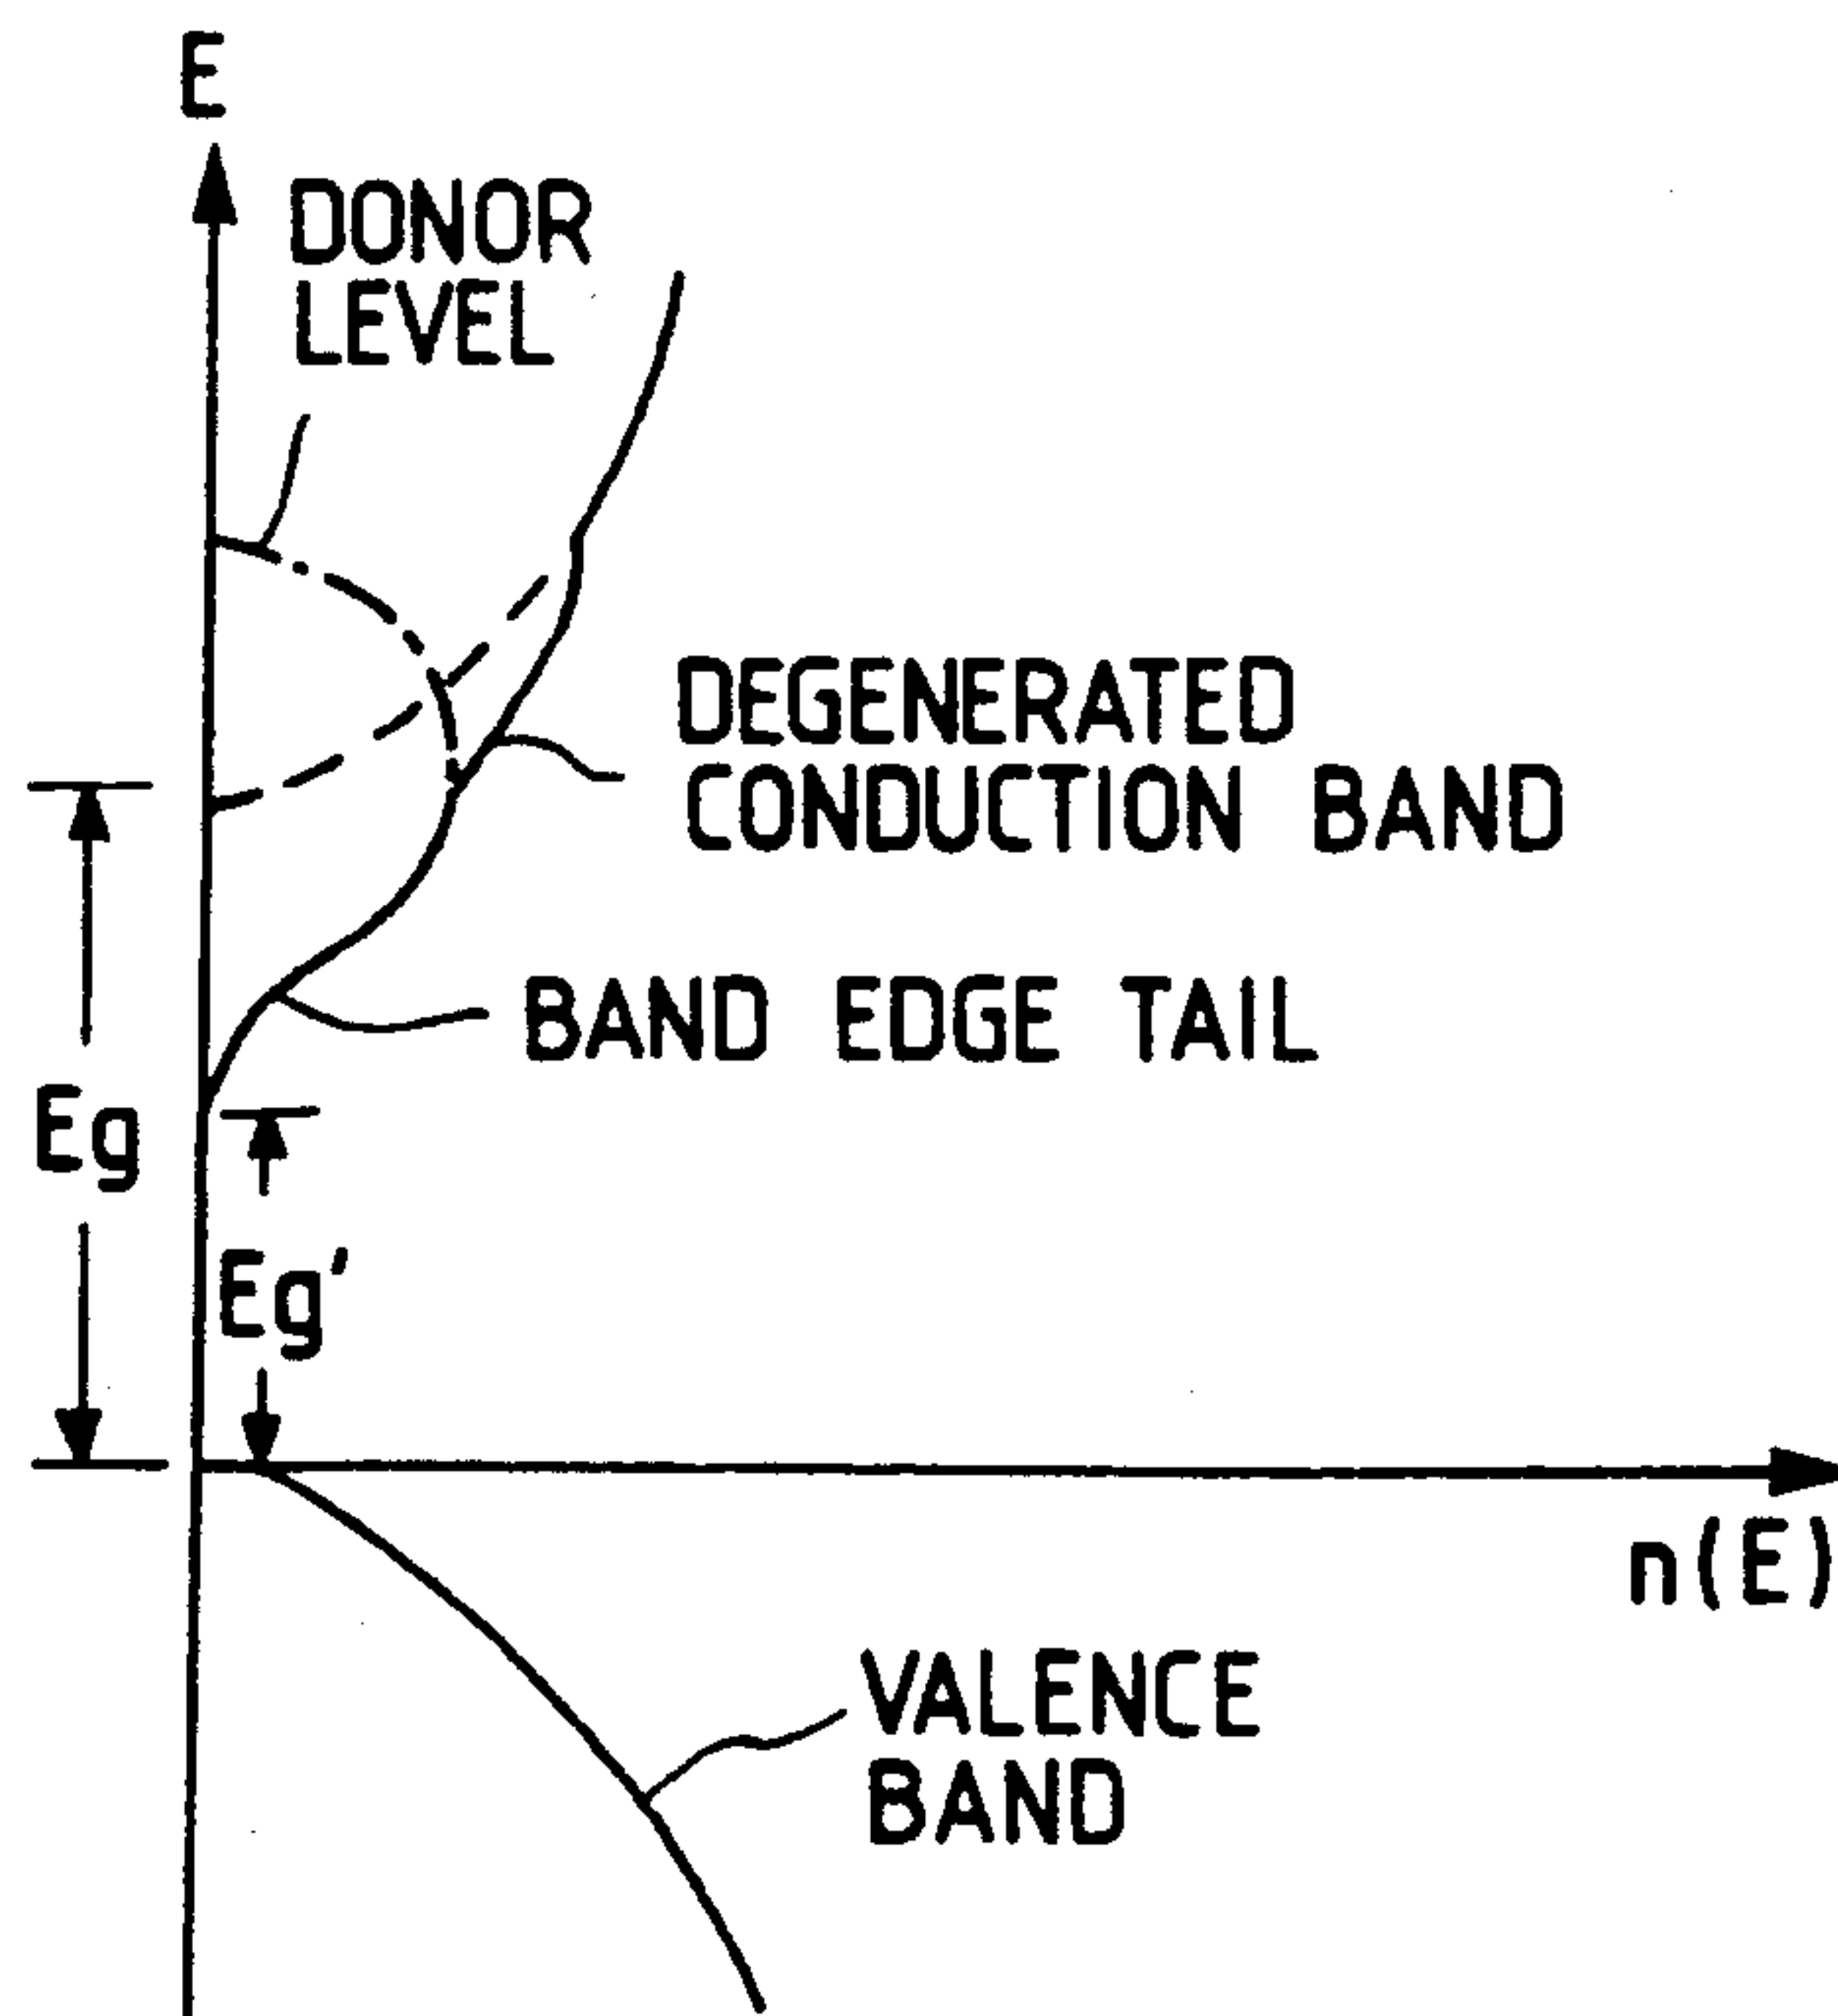 E
DONOR
LEVEL
DEGENERATED
CONDUCTION BAND
BAND EDGE TAIL
Eg
Eg'
n(E)
VALENCE
BAND